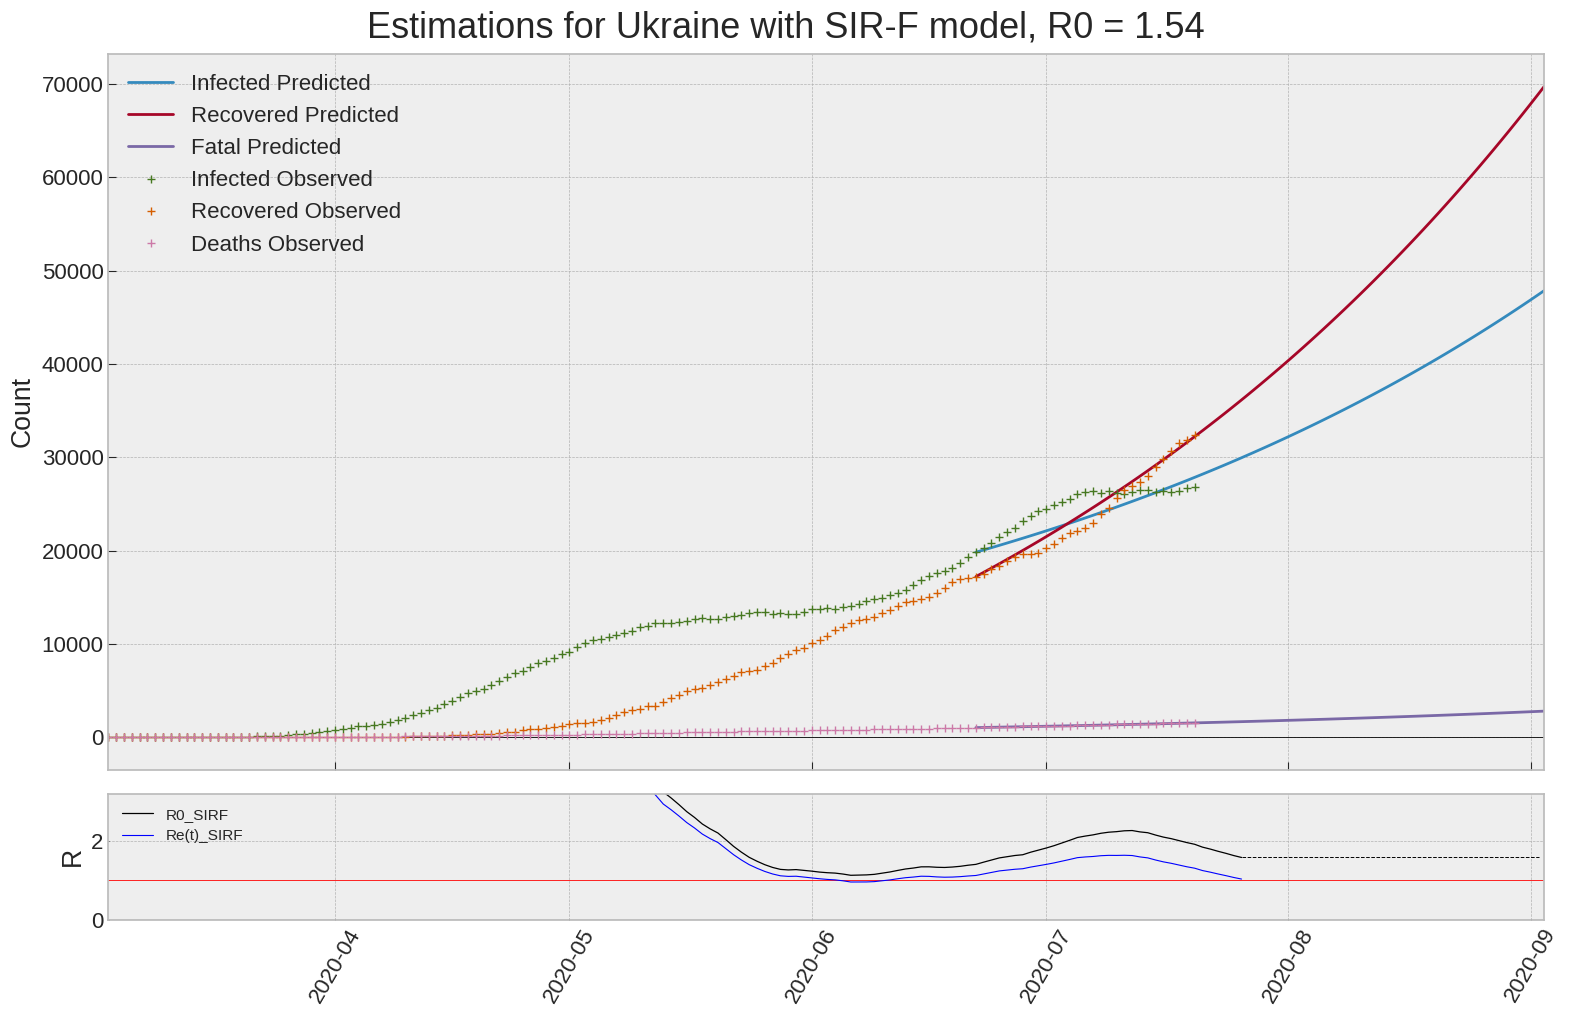 Estimations for Ukraine with SIR-F model, R0 = 1.54
Infected Predicted
Recovered Predicted
Fatal Predicted
Infected Observed
Recovered Observed
Deaths Observed
70000
60000
50000
40000
30000
20000
10000
0
Count
R0_SIRF
Re(t)_SIRF
2
0
R
2020-04
2020-05
2020-06
2020-07
2020-08
2020-09